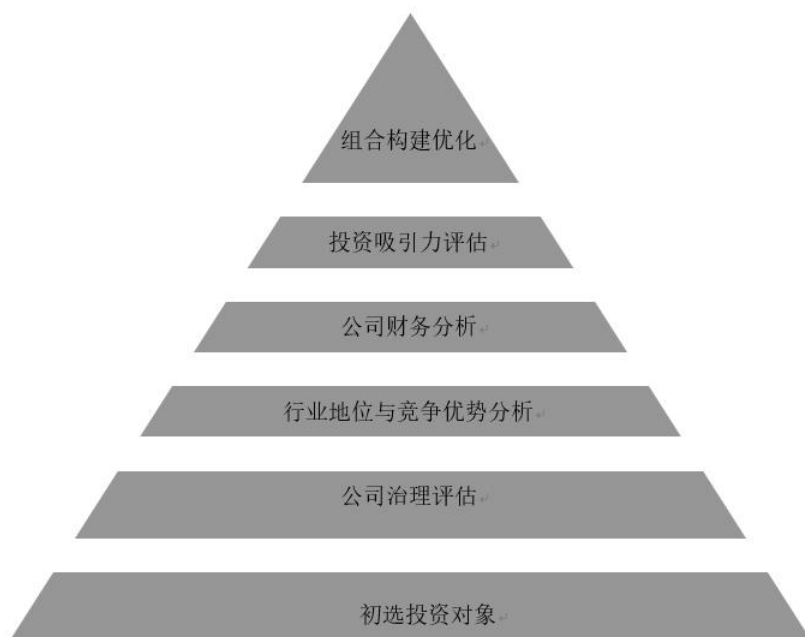 组合构建优化
投资吸引力评估
公司财务分析
行业地位与竞争优势分析
公司治理评估
初选投资对象